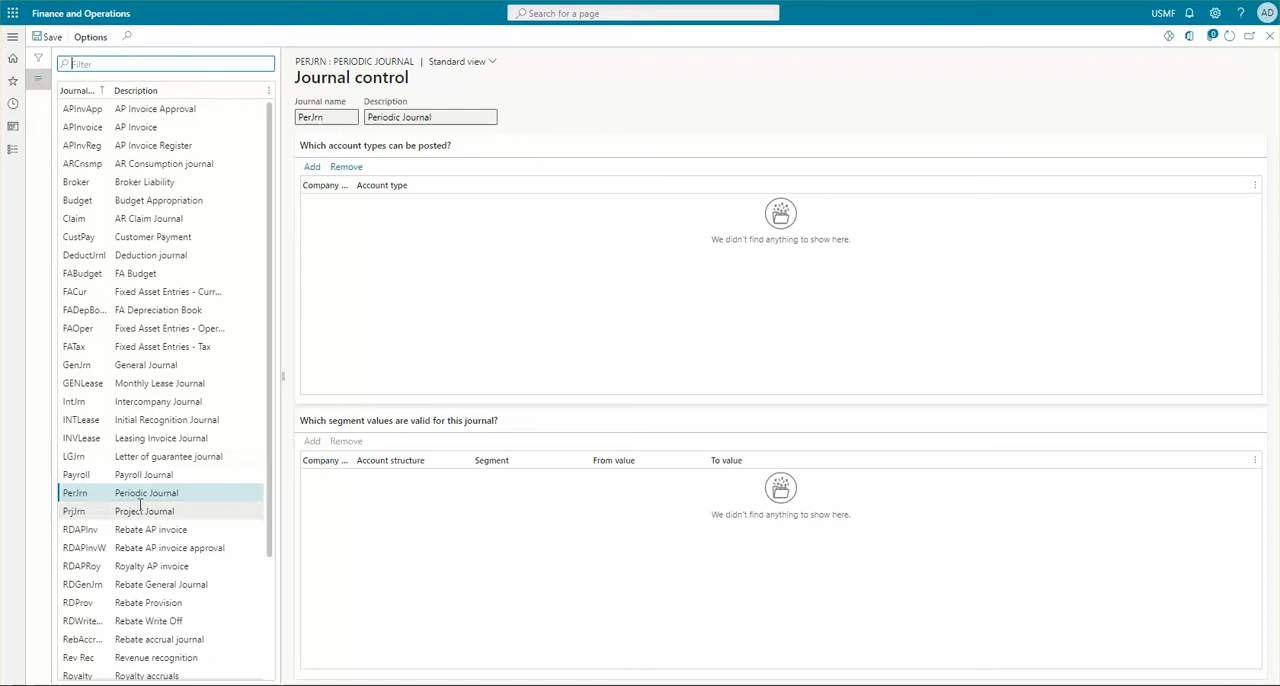 Finance and Operations
Search for a page
USMF
?
AD
Save Options
0
Filter
Journal... ↑ Description
APInvApp AP Invoice Approval
APInvoice AP Invoice
APInvReg AP Invoice Register
ARCnsmp AR Consumption journal
Broker Broker Liability
Budget Budget Appropriation
Claim AR Claim Journal
CustPay Customer Payment
DeductJrnl Deduction journal
FABudget FA Budget
FACur Fixed Asset Entries - Curr...
FADepBo... FA Depreciation Book
FAOper Fixed Asset Entries - Oper...
FATax Fixed Asset Entries - Tax
GenJrn General Journal
GENLease Monthly Lease Journal
IntJrn Intercompany Journal
INTLease Initial Recognition Journal
INVLease Leasing Invoice Journal
LGJrn Letter of guarantee journal
Payroll Payroll Journal
PerJrn Periodic Journal
PrjJrn Project Journal
RDAPInv Rebate AP invoice
RDAPInvW Rebate AP invoice approval
RDAPRoy Royalty AP invoice
RDGenJrn Rebate General Journal
RDProv Rebate Provision
RDWrite... Rebate Write Off
RebAccr... Rebate accrual journal
Rev Rec Revenue recognition
Royalty Royalty accruals
PERJRN : PERIODIC JOURNAL | Standard view
Journal control
Journal name Description
PerJrn Periodic Journal
Which account types can be posted?
Add Remove
Company ... Account type
We didn't find anything to show here.
Which segment values are valid for this journal?
Add Remove
Company ... Account structure Segment From value To value
We didn't find anything to show here.